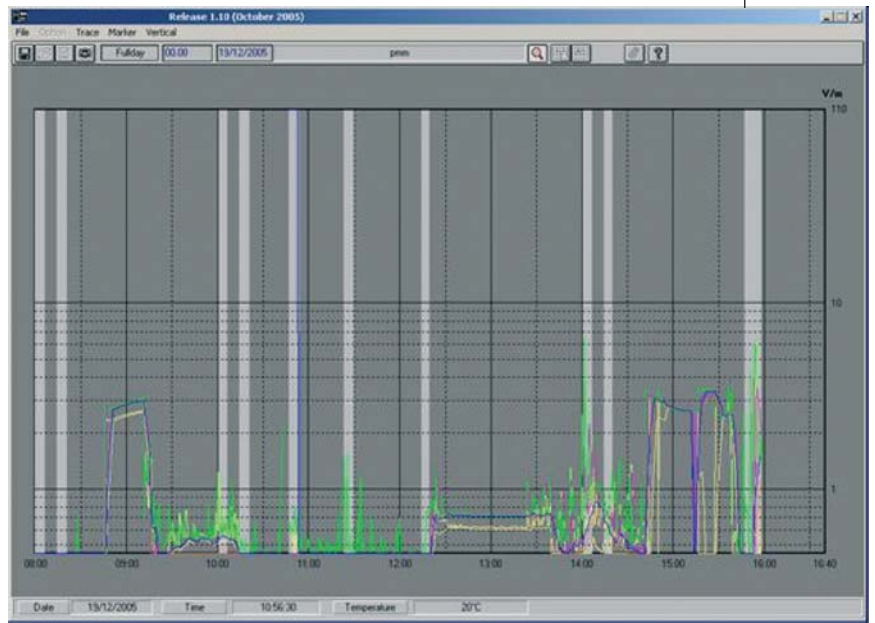 Release 1.10 (October 2005)
File Option Trace Marker Vertical
Fullday 00.00 19/12/2005 pmm ?
V/m
110
10
1
08:00 09:00 10:00 11:00 12:00 13:00 14:00 15:00 16:00 16:40
Date 19/12/2005 Time 10:56:30 Temperature 20°C